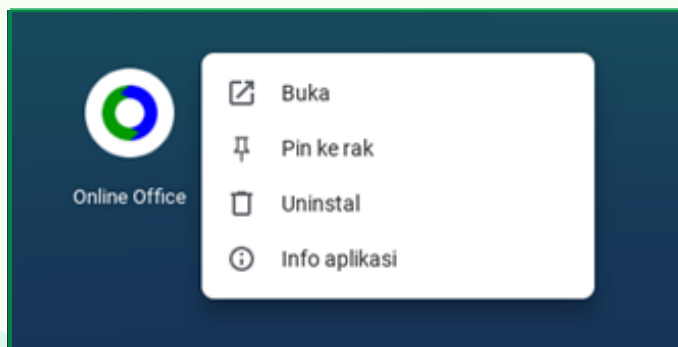 Online Office
Buka
Pin ke rak
Uninstal
Info aplikasi